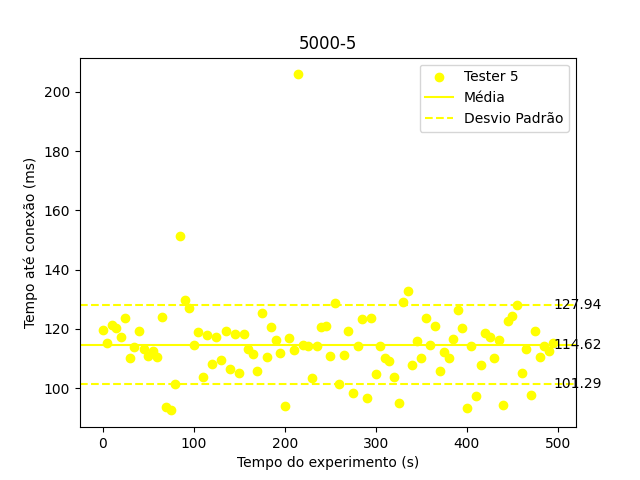 5000-5
Tester 5
Média
Desvio Padrão
Tempo até conexão (ms)
200
180
160
140
120
100
127.94
114.62
101.29
0 100 200 300 400 500
Tempo do experimento (s)